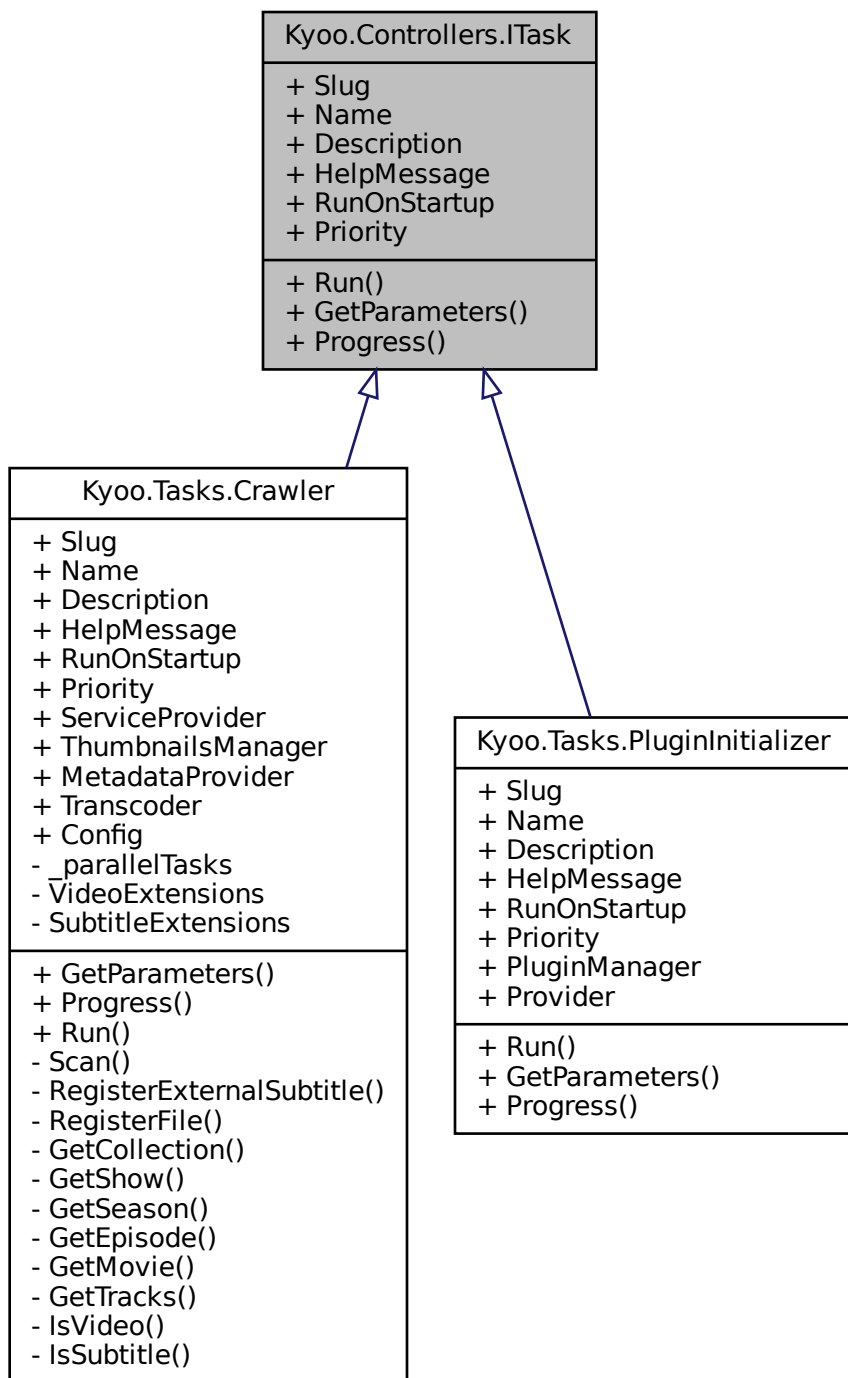 Kyoo.Controllers.ITask
+ Slug
+ Name
+ Description
+ HelpMessage
+ RunOnStartup
+ Priority
+ Run()
+ GetParameters()
+ Progress()
Kyoo.Tasks.Crawler
+ Slug
+ Name
+ Description
+ HelpMessage
+ RunOnStartup
+ Priority
+ ServiceProvider
+ ThumbnailsManager
+ MetadataProvider
+ Transcoder
+ Config
- _parallelTasks
- VideoExtensions
- SubtitleExtensions
+ GetParameters()
+ Progress()
+ Run()
- Scan()
- RegisterExternalSubtitle()
- RegisterFile()
- GetCollection()
- GetShow()
- GetSeason()
- GetEpisode()
- GetMovie()
- GetTracks()
- IsVideo()
- IsSubtitle()
Kyoo.Tasks.PluginInitializer
+ Slug
+ Name
+ Description
+ HelpMessage
+ RunOnStartup
+ Priority
+ PluginManager
+ Provider
+ Run()
+ GetParameters()
+ Progress()